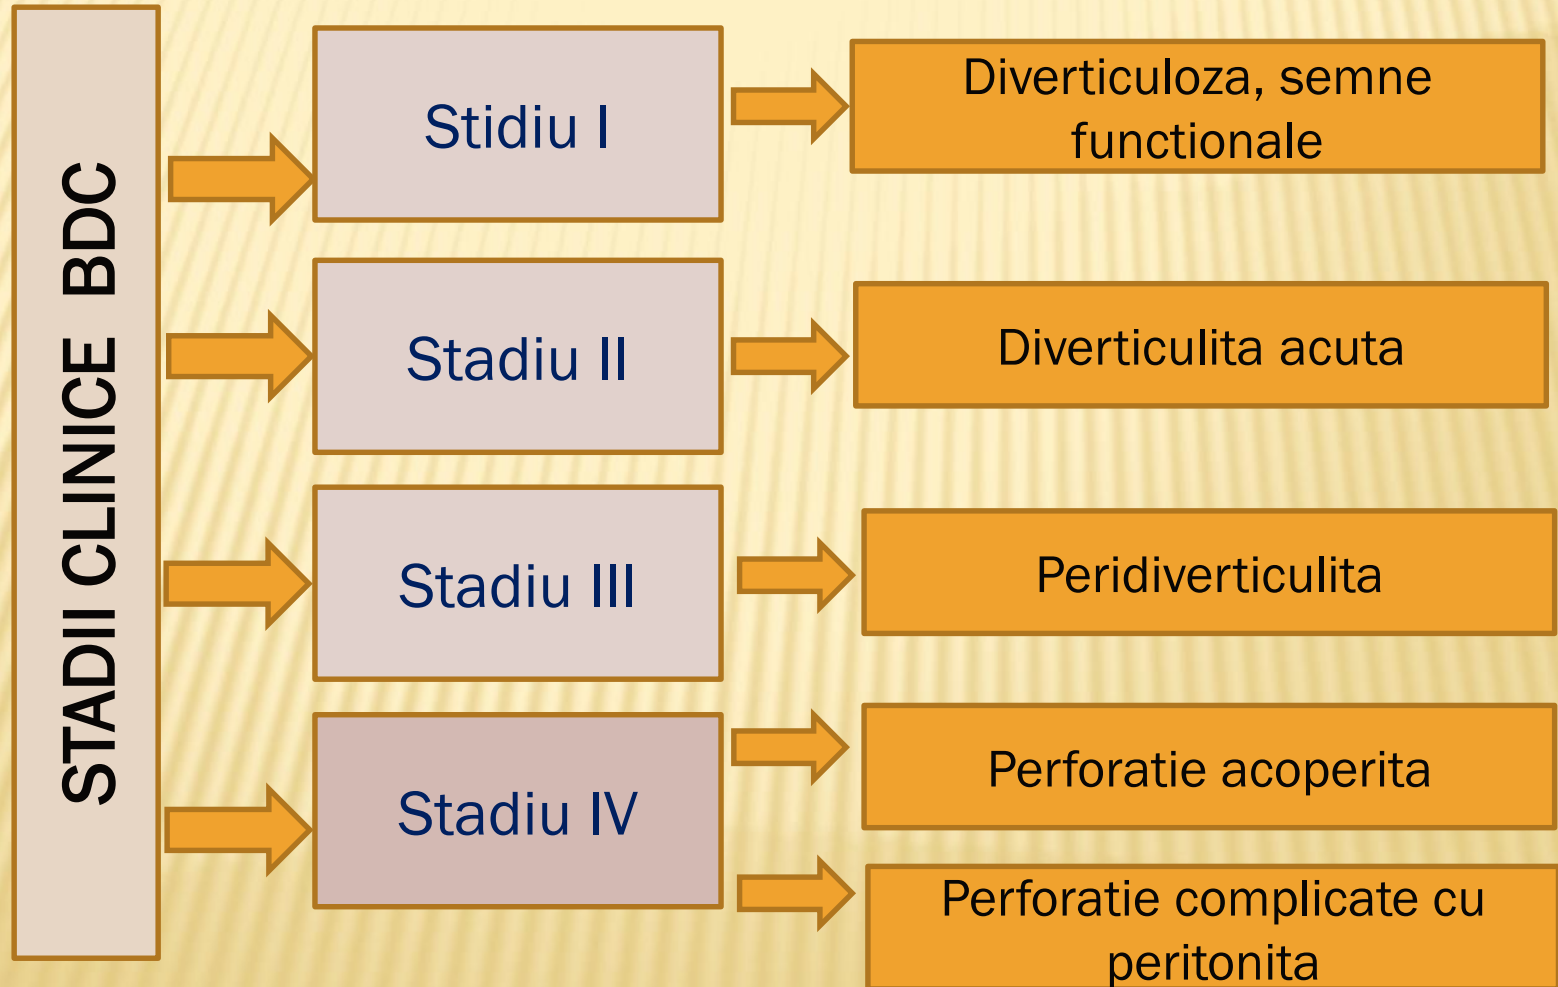 STADII CLINICE BDC
Stidiu I
Diverticuloza, semne
functionale
Stadiu II
Diverticulita acuta
Stadiu III
Peridiverticulita
Stadiu IV
Perforatie acoperita
Perforatie complicate cu
peritonita